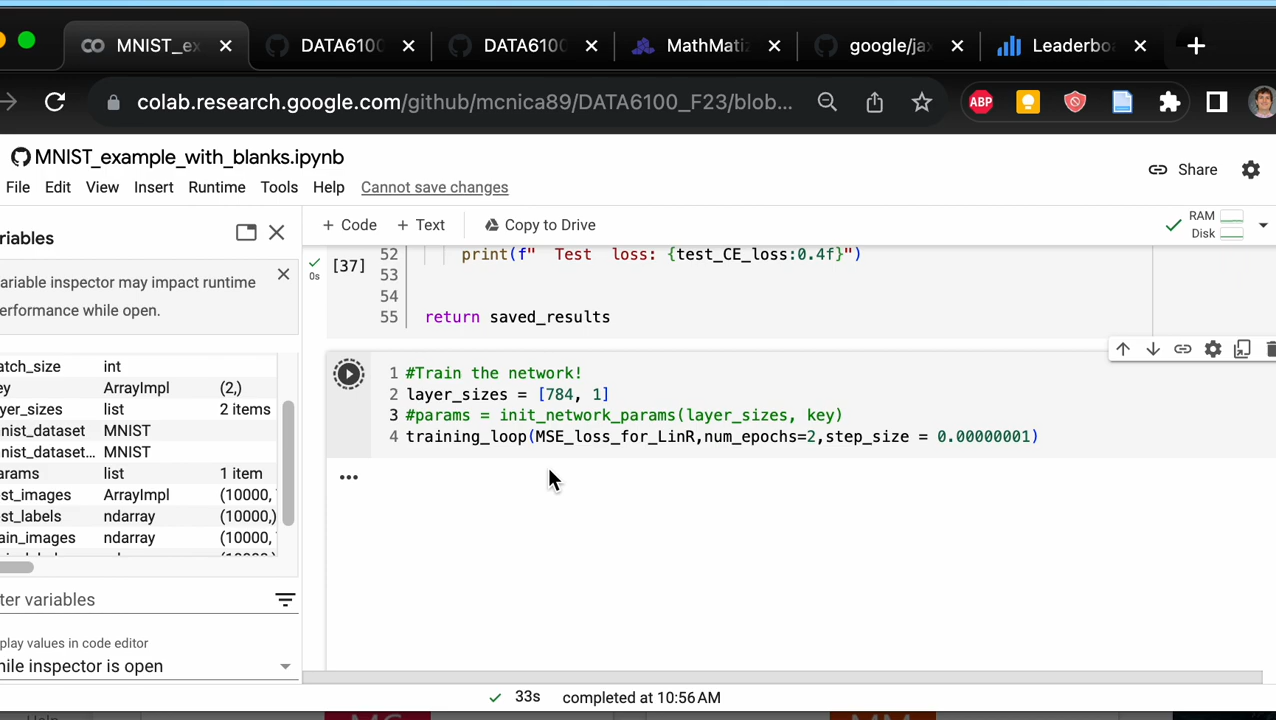 MNIST_ex
DATA6100
DATA6100
MathMatiz
google/jax
Leaderbo
colab.research.google.com/github/mcnica89/DATA6100_F23/blob...
ABP
MNIST_example_with_blanks.ipynb
Share
File Edit View Insert Runtime Tools Help Cannot save changes
+ Code + Text Copy to Drive
RAM
Disk
riables
ariable inspector may impact runtime
erformance while open.
atch_size int
ey ArrayImpl (2,)
yer_sizes list 2 items
nist_dataset MNIST
nist_dataset... MNIST
arams list 1 item
st_images ArrayImpl (10000,
st_labels ndarray (10000,)
ain_images ndarray (10000,
ter variables
play values in code editor
hile inspector is open
[37]
0s
52 print(f" Test loss: {test_CE_loss:0.4f}")
53
54
55 return saved_results
1 #Train the network!
2 layer_sizes = [784, 1]
3 #params = init_network_params(layer_sizes, key)
4 training_loop(MSE_loss_for_LinR,num_epochs=2,step_size = 0.00000001)
33s completed at 10:56 AM